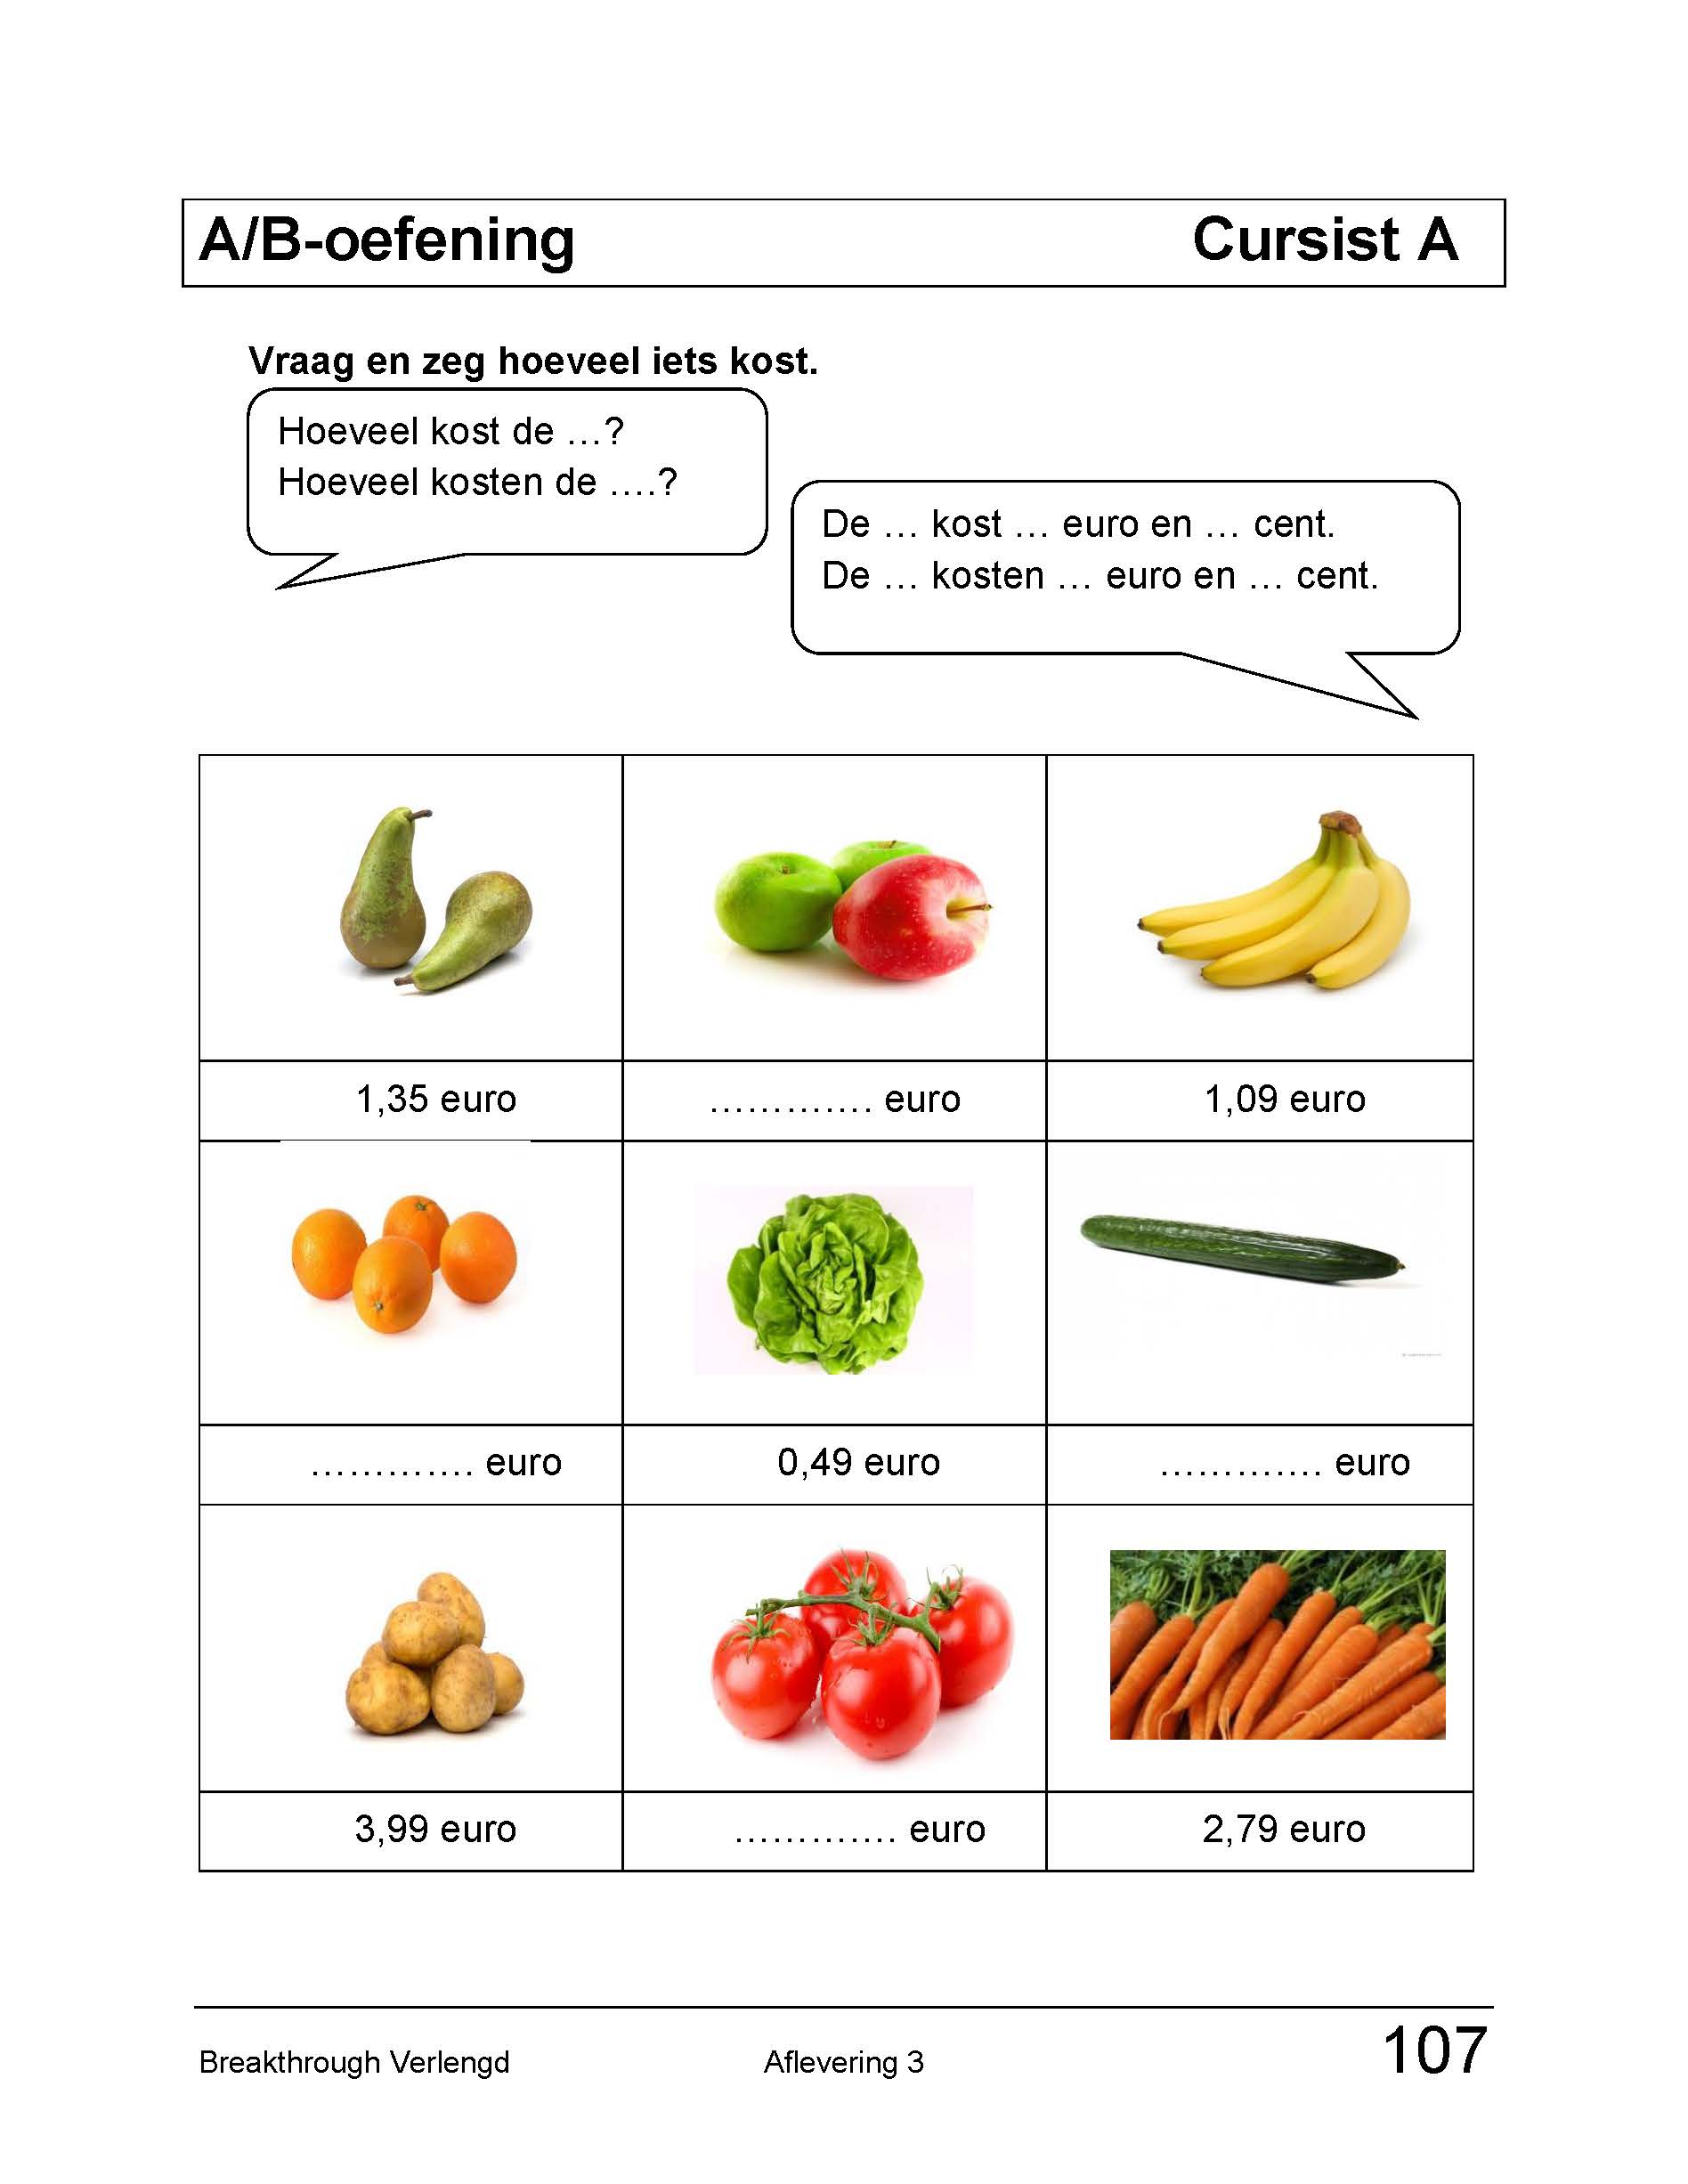 A/B-oefening Cursist A
Vraag en zeg hoeveel iets kost.
Hoeveel kost de …?
Hoeveel kosten de ….?
De … kost … euro en … cent.
De … kosten … euro en … cent.
1,35 euro …………. euro 1,09 euro
…………. euro 0,49 euro …………. euro
3,99 euro …………. euro 2,79 euro
Breakthrough Verlengd Aflevering 3 107